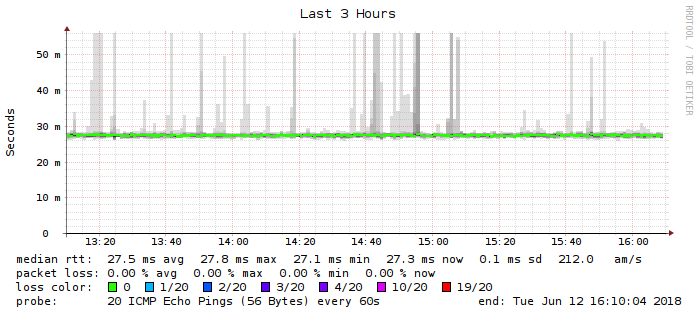 Last 3 Hours
RRDTOOL / TOBI OETIKER
Seconds
50 m
40 m
30 m
20 m
10 m
0
13:20 13:40 14:00 14:20 14:40 15:00 15:20 15:40 16:00
median rtt: 27.5 ms avg 27.8 ms max 27.1 ms min 27.3 ms now 0.1 ms sd 212.0 am/s
packet loss: 0.00 % avg 0.00 % max 0.00 % min 0.00 % now
loss color: 0 1/20 2/20 3/20 4/20 10/20 19/20
probe: 20 ICMP Echo Pings (56 Bytes) every 60s end: Tue Jun 12 16:10:04 2018